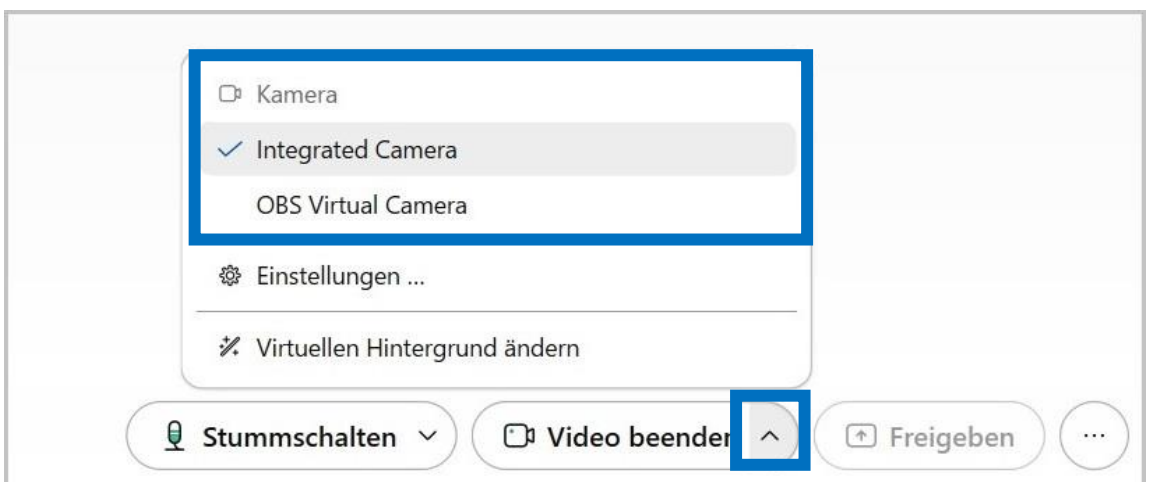 Kamera
Integrated Camera
OBS Virtual Camera
Einstellungen ...
Virtuellen Hintergrund ändern
Stummschalten Video beenden Freigeben ...